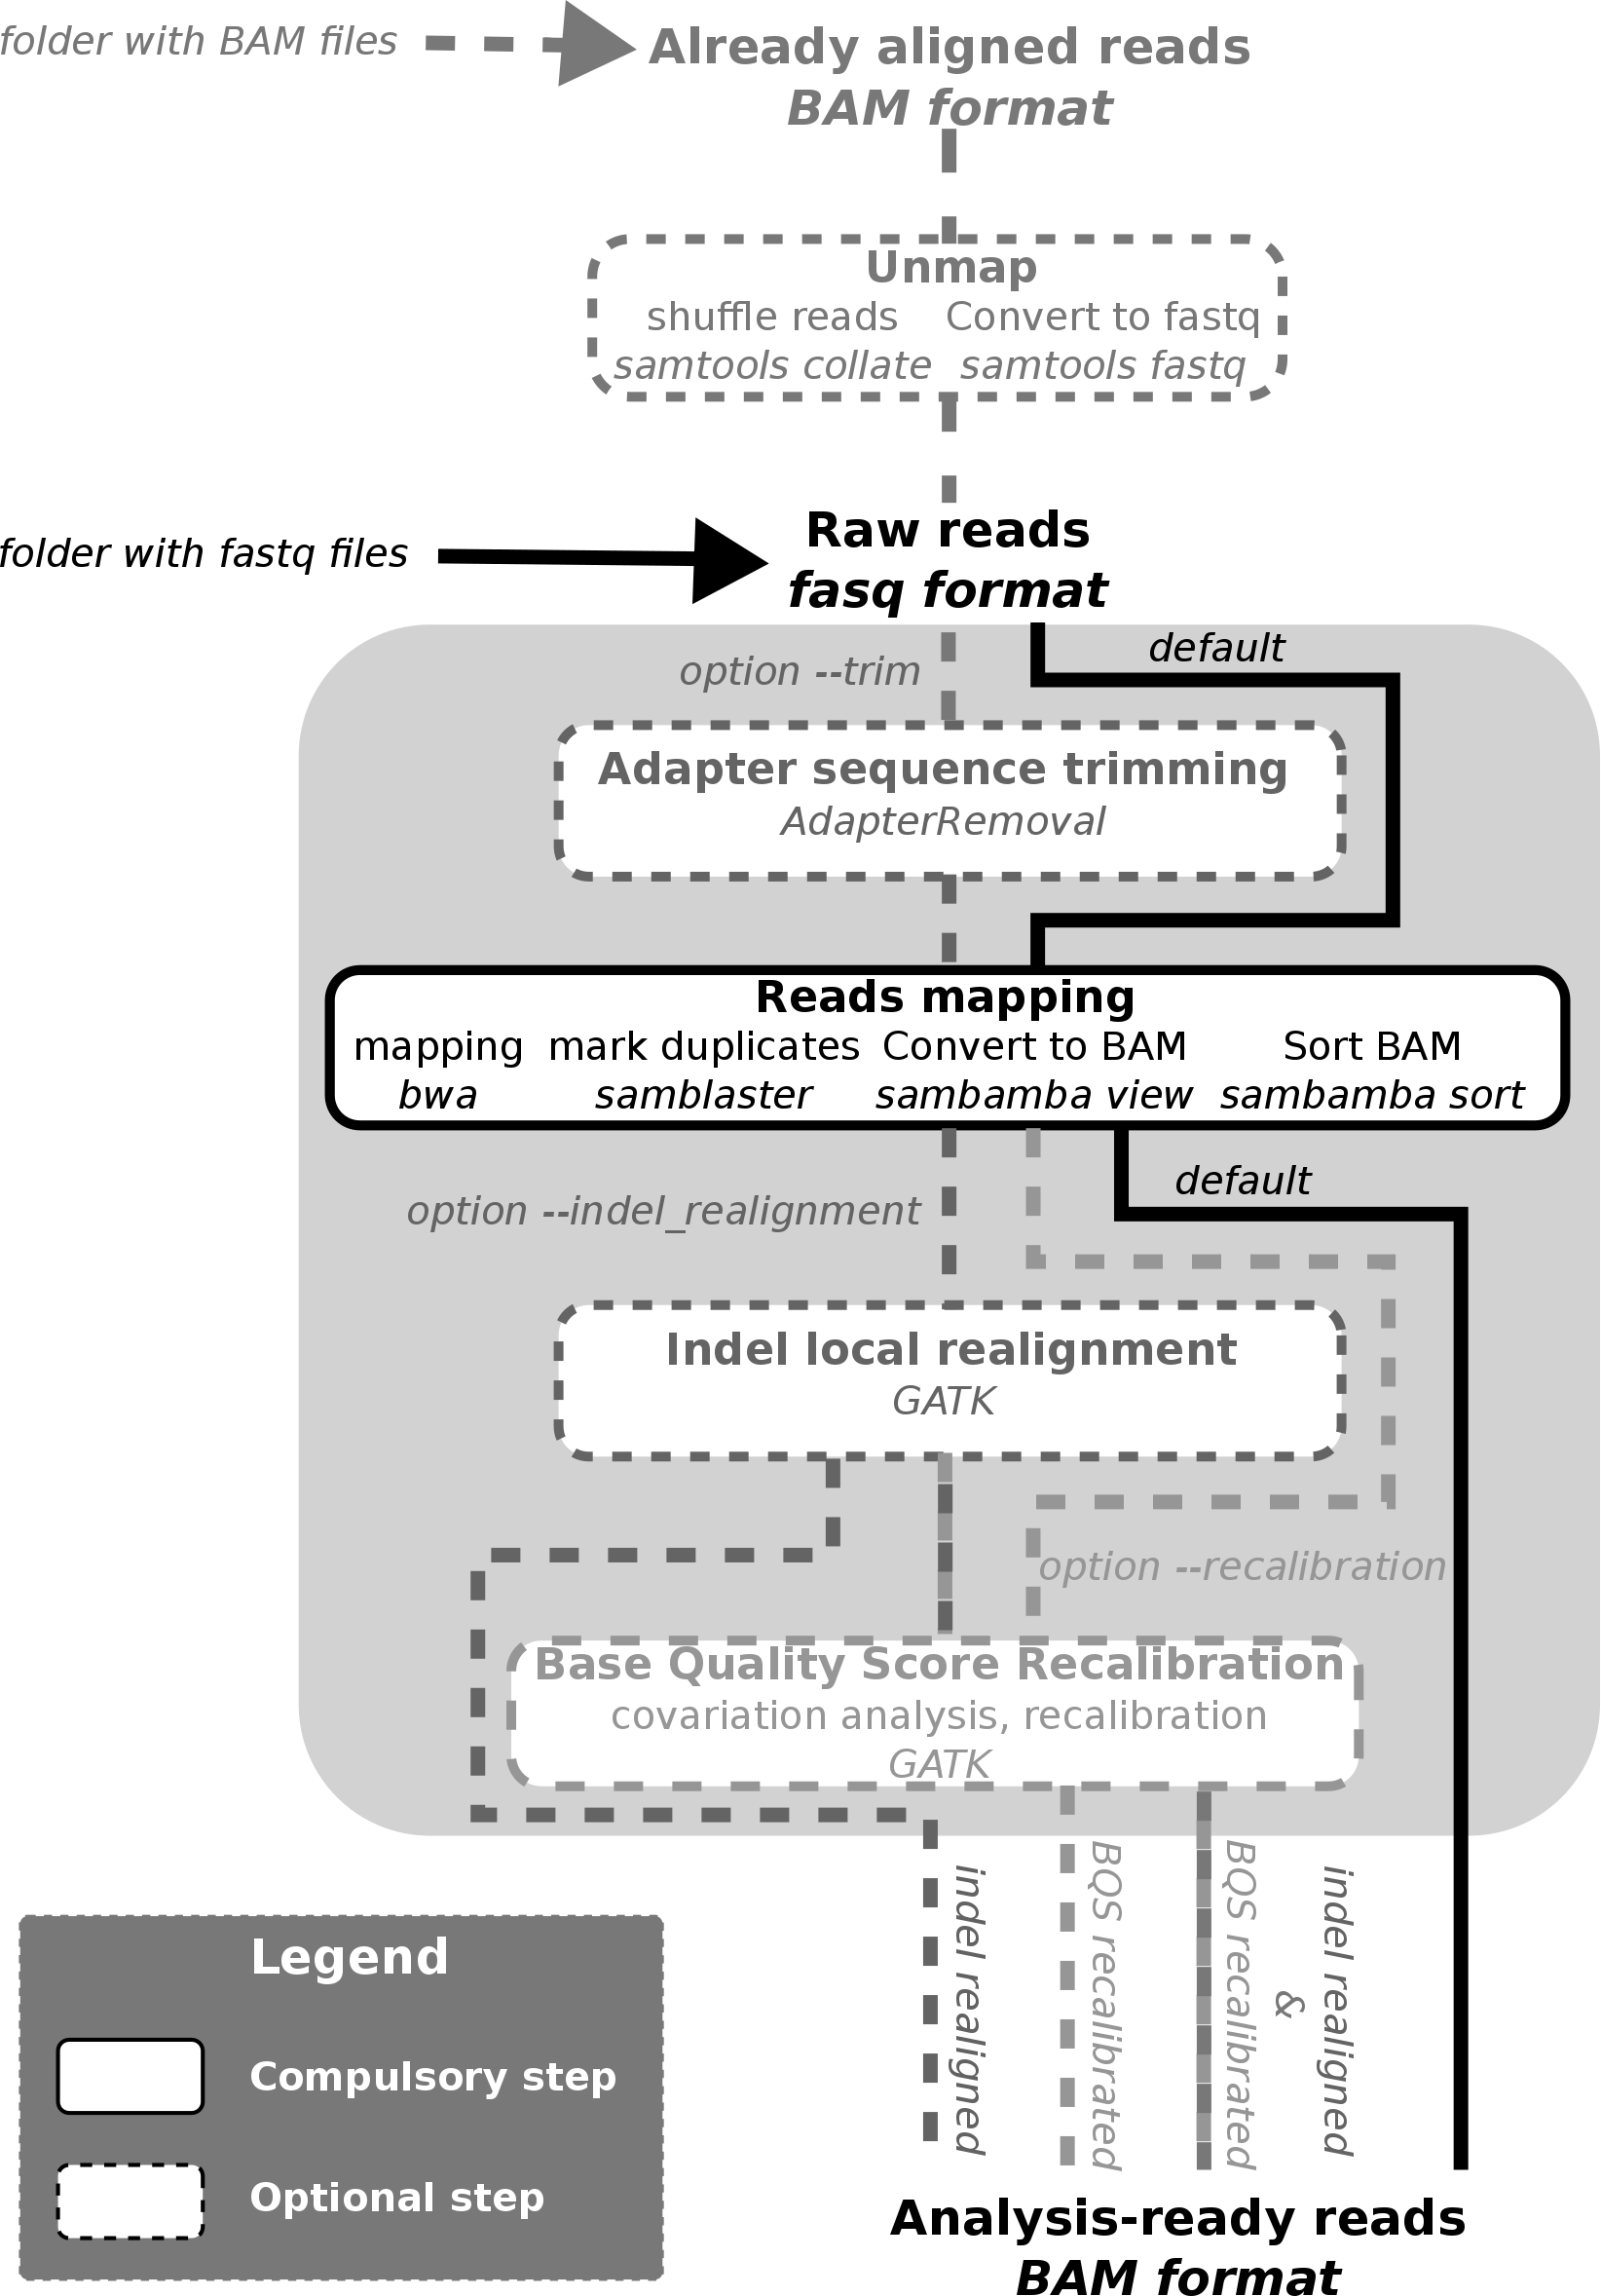 folder with BAM files
Already aligned reads
BAM format
Unmap
shuffle reads Convert to fastq
samtools collate samtools fastq
folder with fastq files
Raw reads
fasq format
default
option --trim
Adapter sequence trimming
AdapterRemoval
Reads mapping
mapping mark duplicates Convert to BAM Sort BAM
bwa samblaster sambamba view sambamba sort
default
option --indel_realignment
Indel local realignment
GATK
option --recalibration
Base Quality Score Recalibration
covariation analysis, recalibration
GATK
indel realigned
BQS recalibrated
BQS recalibrated
&
indel realigned
Legend
Compulsory step
Optional step
Analysis-ready reads
BAM format